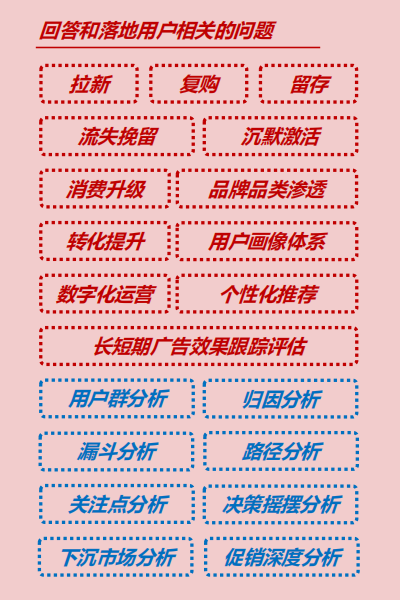 回答和落地用户相关的问题
拉新 复购 留存
流失挽留 沉默激活
消费升级 品牌品类渗透
转化提升 用户画像体系
数字化运营 个性化推荐
长短期广告效果跟踪评估
用户群分析 归因分析
漏斗分析 路径分析
关注点分析 决策摇摆分析
下沉市场分析 促销深度分析